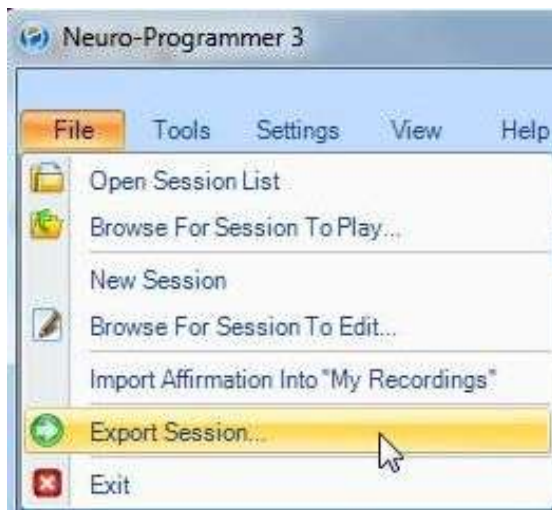 Neuro-Programmer 3
File Tools Settings View Help
Open Session List
Browse For Session To Play...
New Session
Browse For Session To Edit...
Import Affirmation Into "My Recordings"
Export Session...
Exit